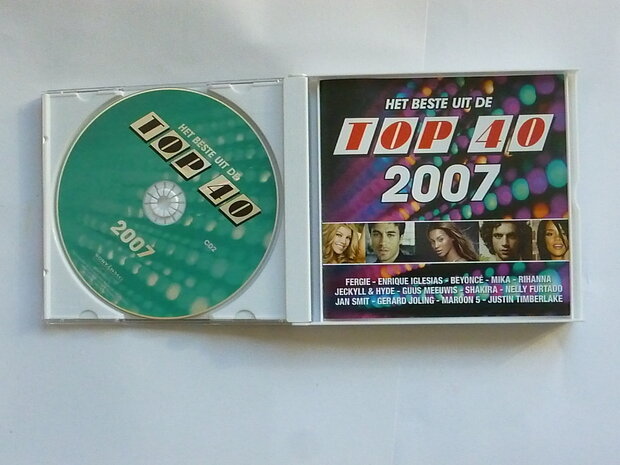 HET BESTE UIT DE
TOP 40
2007
CD2
HET BESTE UIT DE
TOP 40
2007
FERGIE - ENRIQUE IGLESIAS - BEYONCÉ - MIKA - RIHANNA
JECKYLL & HYDE - GUUS MEEUWIS - SHAKIRA - NELLY FURTADO
JAN SMIT - GERARD JOLING - MAROON 5 - JUSTIN TIMBERLAKE